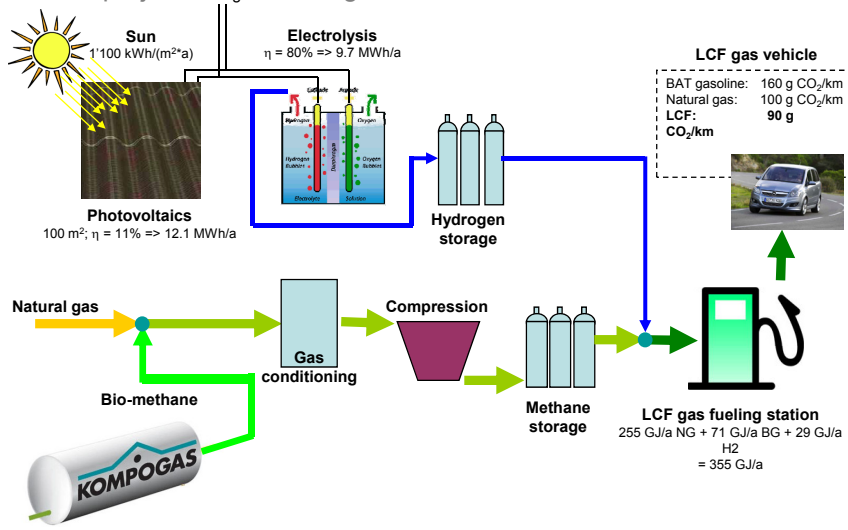 Sun
1'100 kWh/(m²*a)
Electrolysis
η = 80% => 9.7 MWh/a
LCF gas vehicle
BAT gasoline: 160 g CO₂/km
Natural gas: 100 g CO₂/km
LCF: 90 g
CO₂/km
Oxygen
Hydrogen
Bubbles
Oxygen
Bubbles
Electrolyte
Solution
Photovoltaics
100 m²; η = 11% => 12.1 MWh/a
Hydrogen
storage
Natural gas
Gas
conditioning
Compression
Bio-methane
Methane
storage
LCF gas fueling station
255 GJ/a NG + 71 GJ/a BG + 29 GJ/a
H2
= 355 GJ/a
KOMPOGAS